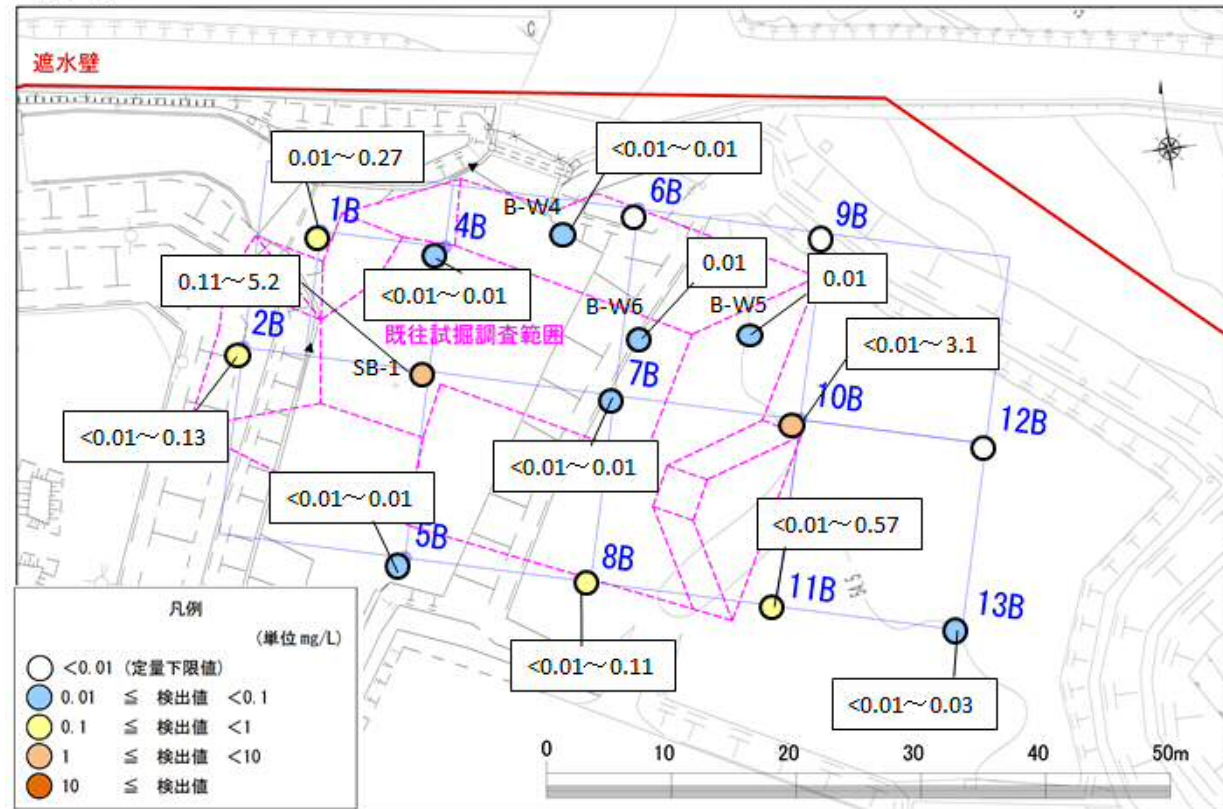 遮水壁
C
0.01～0.27
<0.01～0.01
6B
B-W4
1B
4B
9B
0.11～5.2
<0.01～0.01
0.01
0.01
2B
既往試掘調査範囲
B-W6
B-W5
<0.01～3.1
SB-1
7B
10B
12B
<0.01～0.13
<0.01～0.01
<0.01～0.01
<0.01～0.57
5B
8B
11B
13B
<0.01～0.11
<0.01～0.03
凡例
(単位 mg/L)
<0.01 (定量下限値)
0.01 ≦ 検出値 <0.1
0.1 ≦ 検出値 <1
1 ≦ 検出値 <10
10 ≦ 検出値
0 10 20 30 40 50m